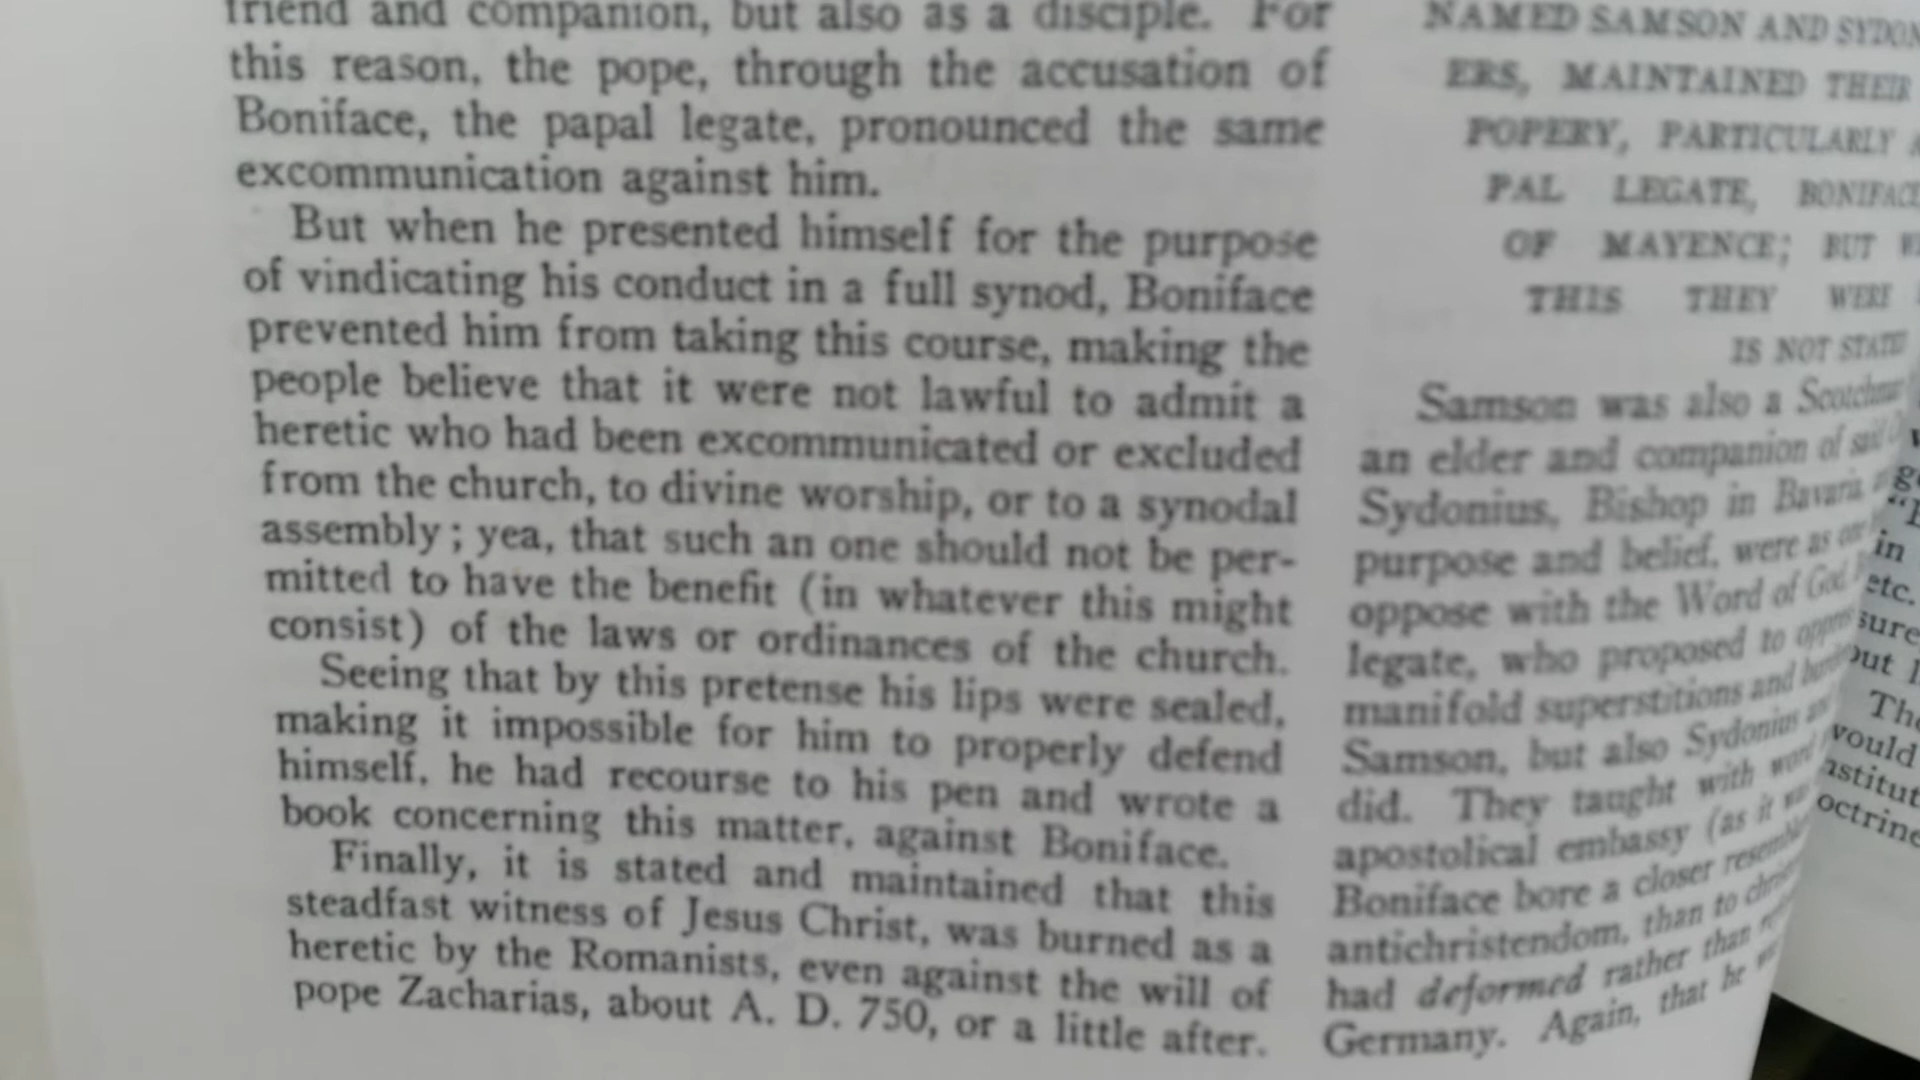 friend and companion, but also as a disciple. For
this reason, the pope, through the accusation of
Boniface, the papal legate, pronounced the same
excommunication against him.
But when he presented himself for the purpose
of vindicating his conduct in a full synod, Boniface
prevented him from taking this course, making the
people believe that it were not lawful to admit a
heretic who had been excommunicated or excluded
from the church, to divine worship, or to a synodal
assembly; yea, that such an one should not be per-
mitted to have the benefit (in whatever this might
consist) of the laws or ordinances of the church.
Seeing that by this pretense his lips were sealed,
making it impossible for him to properly defend
himself, he had recourse to his pen and wrote a
book concerning this matter, against Boniface.
Finally, it is stated and maintained that this
steadfast witness of Jesus Christ, was burned as a
heretic by the Romanists, even against the will of
pope Zacharias, about A. D. 750, or a little after.
NAMED SAMSON AND
ERS, MAINTAINED THEIR
POPERY, PARTICULARLY
PAL LEGATE, BONIFACE
OF MAYENCE; BUT
THIS THEY WERE
IS NOT STATED
Samson was also a Scotchman
an elder and companion of said
Sydonius, Bishop in Bavaria
purpose and belief, were as one
oppose with the Word of God
legate, who proposed to
manifold superstitions and
Samson, but also Sydonius
did. They taught with word
apostolical embassy (as it was
Boniface bore a closer
antichristendom, than to
had deformed rather than
Germany. Again, that he
in
etc.